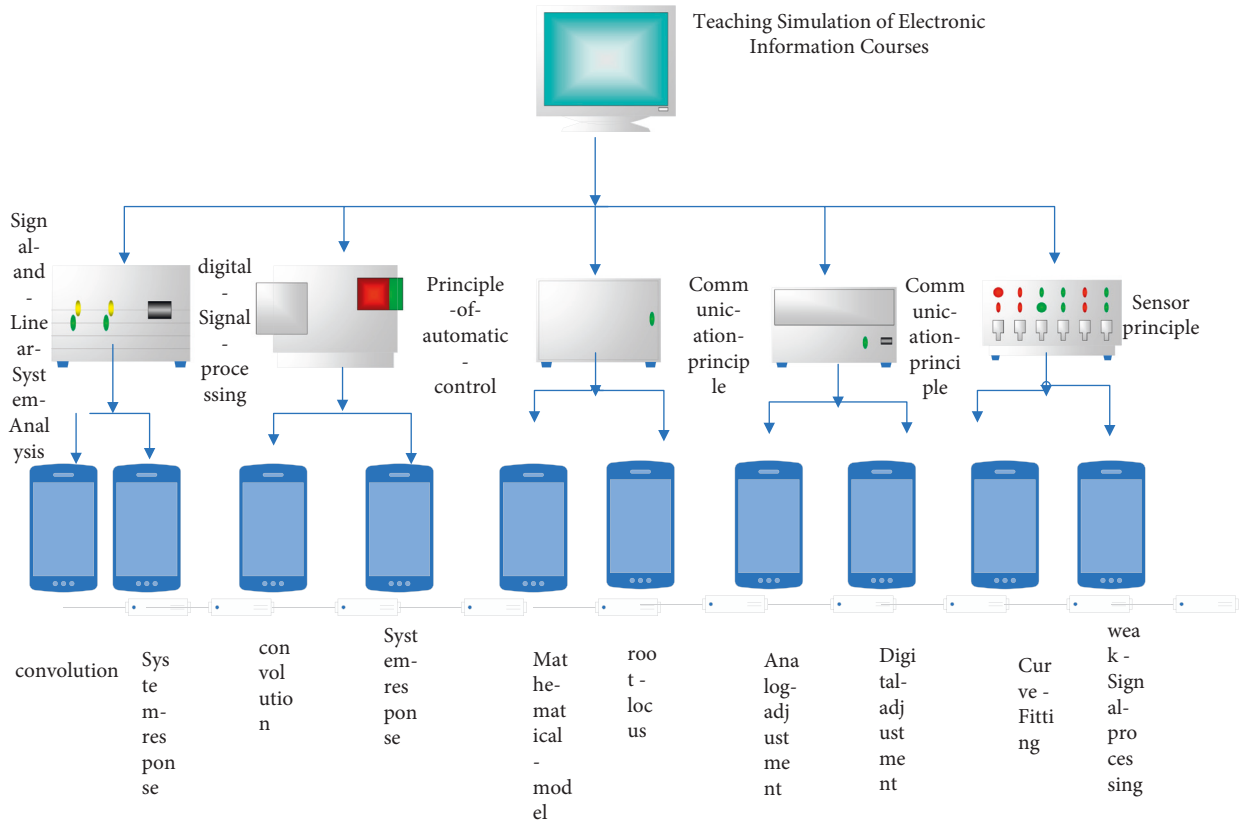 Teaching Simulation of Electronic
Information Courses
Sign
al-
and
-
Line
ar-
Syst
em-
Anal
ysis
digital
-
Signal
-
proce
ssing
Principle
-of-
automatic
-
control
Comm
unic-
ation-
princip
le
Comm
unic-
ation-
princi
ple
Sensor
principle
convolution
Sys
te
m-
res
pon
se
con
vol
utio
n
Syst
em-
res
pon
se
Mat
he-
mat
ical
-
mod
el
roo
t -
loc
us
Ana
log-
adj
ust
me
nt
Digi
tal-
adj
ust
me
nt
Cur
ve -
Fitti
ng
wea
k -
Sign
al-
pro
ces
sing